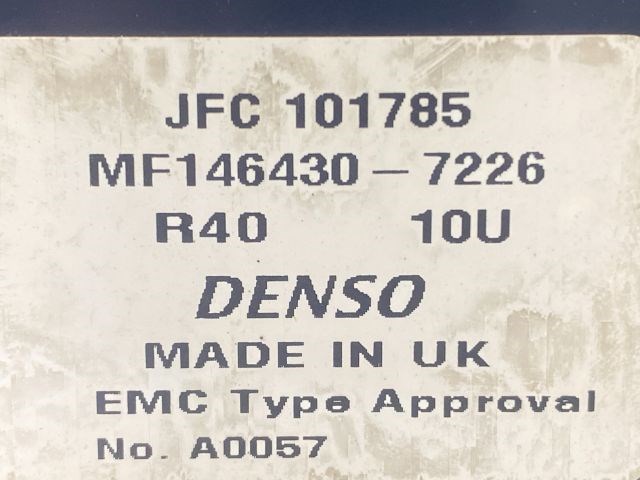 JFC 101785
MF146430-7226
R40 10U
DENSO
MADE IN UK
EMC Type Approval
No. A0057